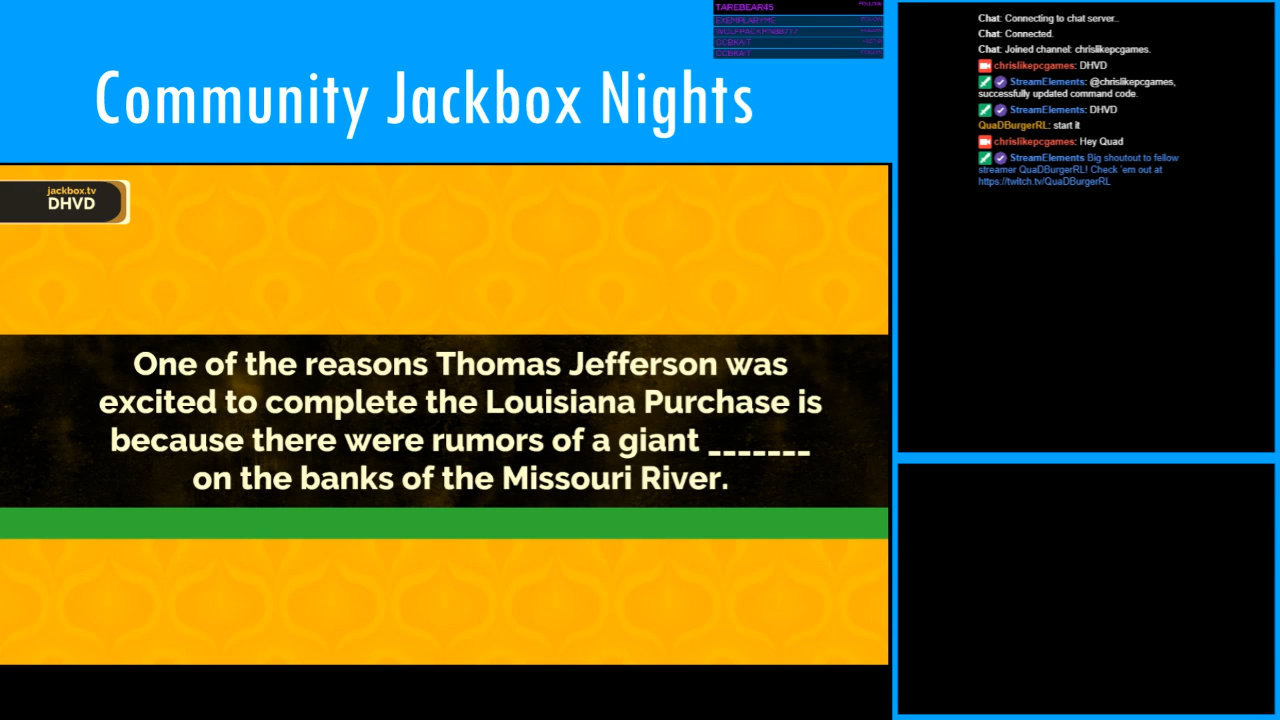 TAREBEAR45
EXEMPLARYME
Community Jackbox Nights
jackbox.tv
DHVD
One of the reasons Thomas Jefferson was
excited to complete the Louisiana Purchase is
because there were rumors of a giant _______
on the banks of the Missouri River.
Chat: Connecting to chat server..
Chat: Connected.
Chat: Joined channel: chrislikepcgames.
chrislikepcgames: DHVD
StreamElements: @chrislikepcgames,
successfully updated command code.
StreamElements: DHVD
QuaDBurgerRL: start it
chrislikepcgames: Hey Quad
StreamElements Big shoutout to fellow
streamer QuaDBurgerRL! Check 'em out at
https://twitch.tv/QuaDBurgerRL